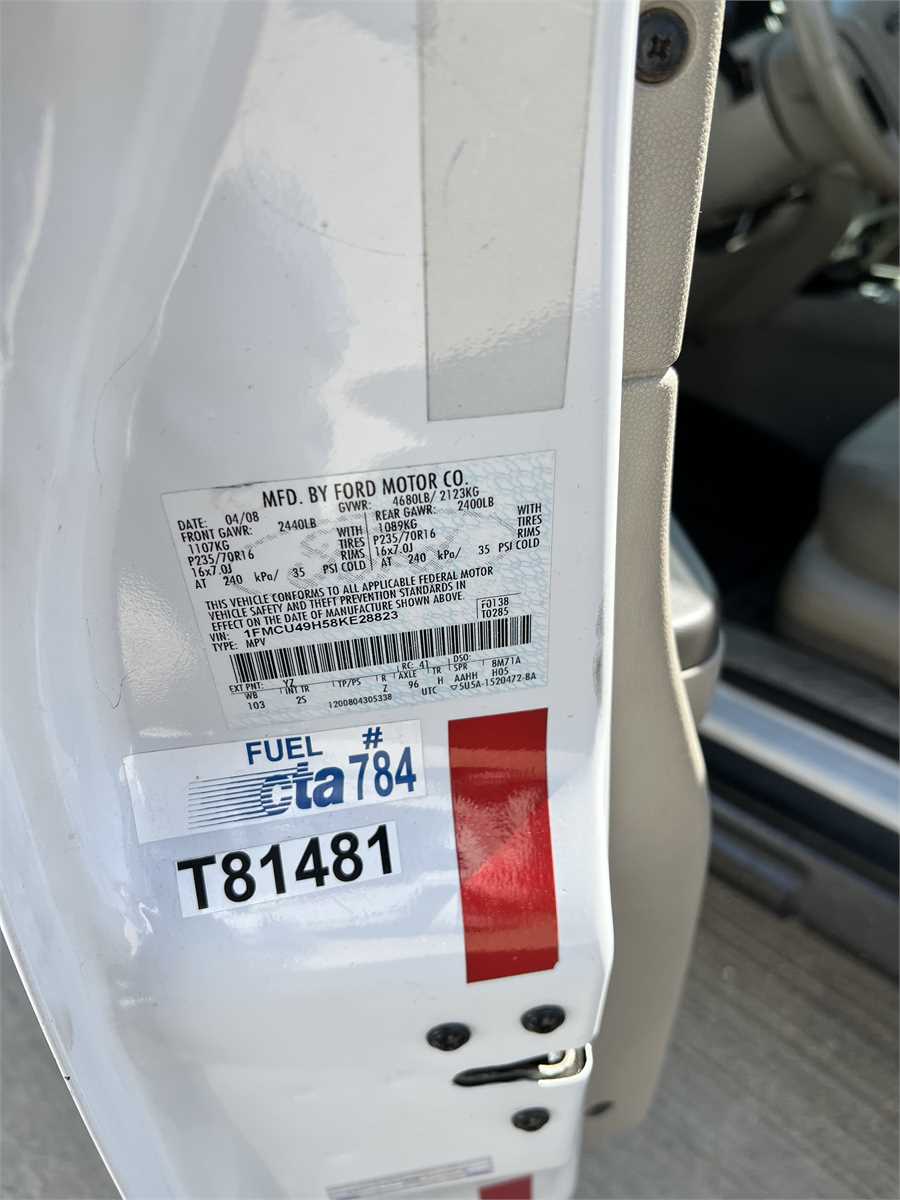 MFD. BY FORD MOTOR CO.
DATE: 04/08 GVWR: 4680LB/ 2123KG
FRONT GAWR: 2440LB REAR GAWR: 2400LB
1107KG WITH 1089KG WITH
P235/70R16 TIRES P235/70R16 TIRES
16x7.0J RIMS 16x7.0J RIMS
AT 240 kPa/ 35 PSI COLD AT 240 kPa/ 35 PSI COLD
THIS VEHICLE CONFORMS TO ALL APPLICABLE FEDERAL MOTOR
VEHICLE SAFETY AND THEFT PREVENTION STANDARDS IN
EFFECT ON THE DATE OF MANUFACTURE SHOWN ABOVE.
VIN: 1FMCU49H58KE28823 F0138
TYPE: MPV T0285
EXT PNT: YZ RC: 41 DSO:
WB INT TR TP/PS R AXLE TR SPR 8M71A
103 2S Z 96 H AAHH H05
1200804305338 UTC ▽5U5A-1520472-BA
FUEL #
cta 784
T81481